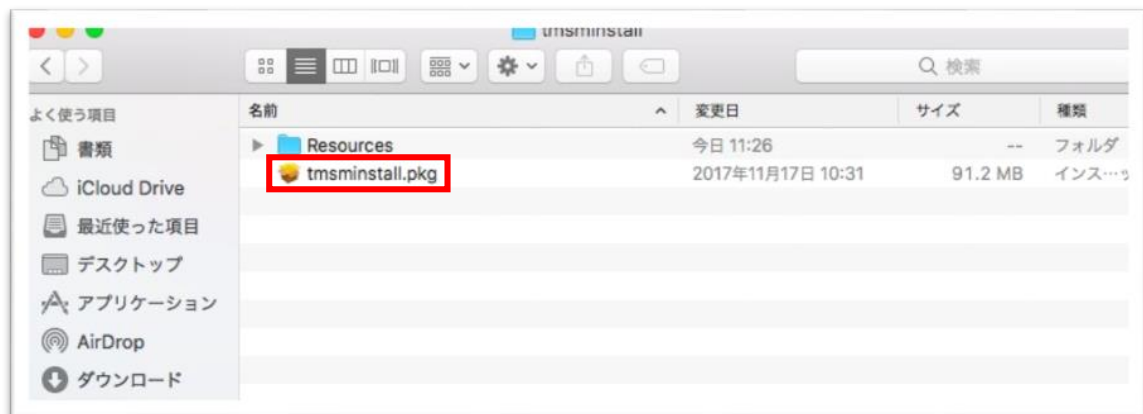 tmsminstall
検索
よく使う項目
書類
iCloud Drive
最近使った項目
デスクトップ
アプリケーション
AirDrop
ダウンロード
名前 変更日 サイズ 種類
Resources 今日 11:26 -- フォルダ
tmsminstall.pkg 2017年11月17日 10:31 91.2 MB インス…ッ